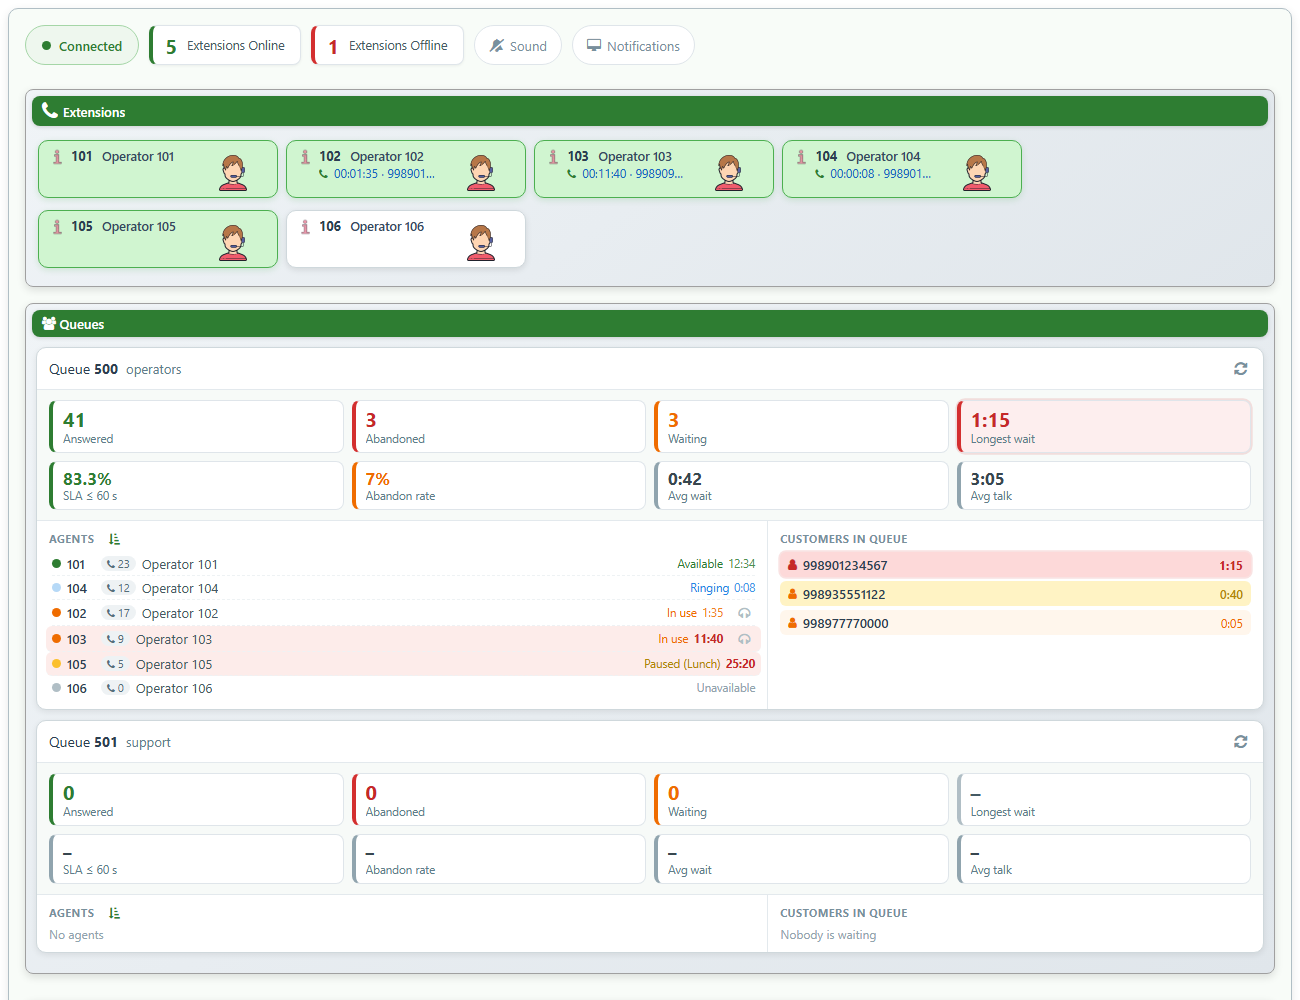 Connected
5 Extensions Online
1 Extensions Offline
Sound
Notifications
Extensions
101 Operator 101
102 Operator 102
00:01:35 · 998901...
103 Operator 103
00:11:40 · 998909...
104 Operator 104
00:00:08 · 998901...
105 Operator 105
106 Operator 106
Queues
Queue 500 operators
41
Answered
3
Abandoned
3
Waiting
1:15
Longest wait
83.3%
SLA ≤ 60 s
7%
Abandon rate
0:42
Avg wait
3:05
Avg talk
AGENTS
101 23 Operator 101 Available 12:34
104 12 Operator 104 Ringing 0:08
102 17 Operator 102 In use 1:35
103 9 Operator 103 In use 11:40
105 5 Operator 105 Paused (Lunch) 25:20
106 0 Operator 106 Unavailable
CUSTOMERS IN QUEUE
998901234567 1:15
998935551122 0:40
998977770000 0:05
Queue 501 support
0
Answered
0
Abandoned
0
Waiting
–
Longest wait
–
SLA ≤ 60 s
–
Abandon rate
–
Avg wait
–
Avg talk
AGENTS
No agents
CUSTOMERS IN QUEUE
Nobody is waiting